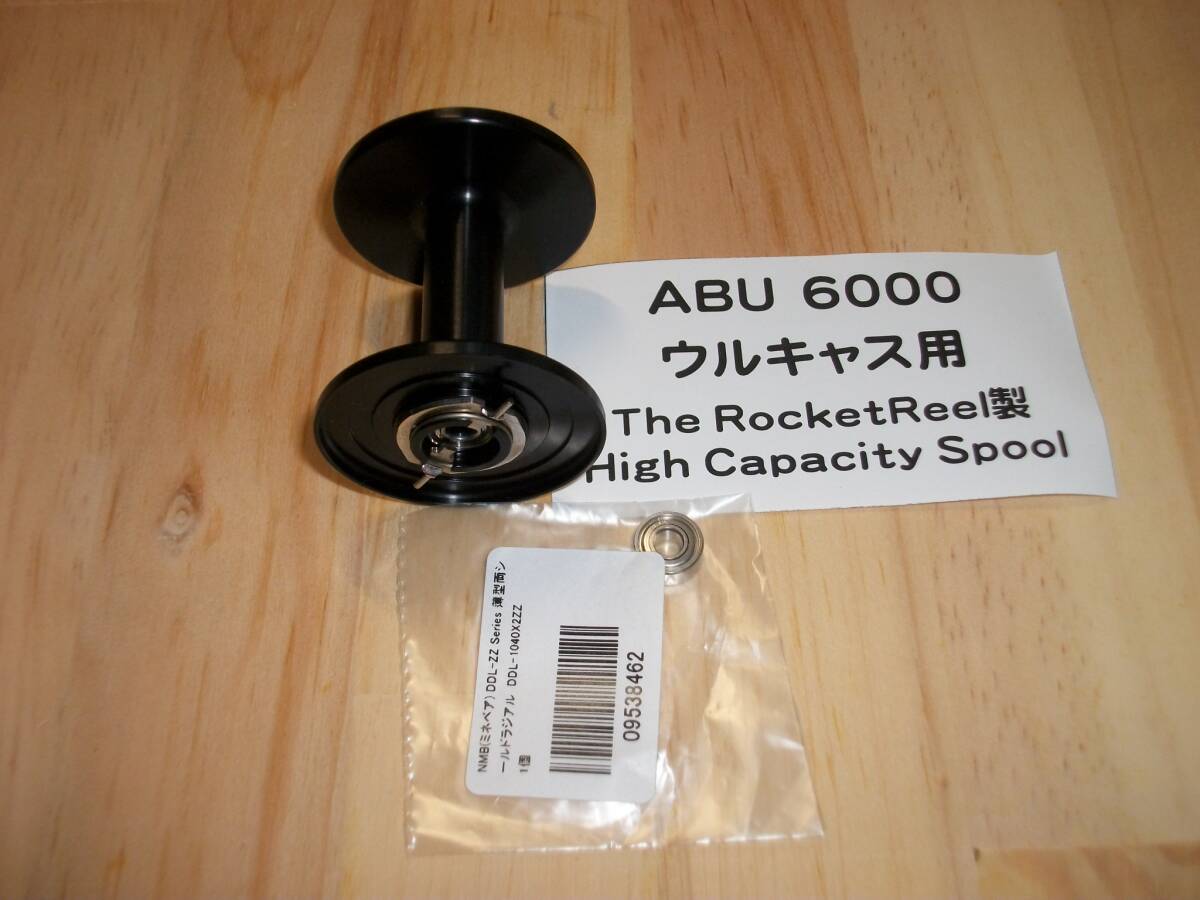 ABU 6000
ウルキャス用
The RocketReel製
High Capacity Spool
NMB(ミネベア) DDL-ZZ Series 薄型両シ
ールドラジアル DDL-1040X2ZZ
1個
09538462